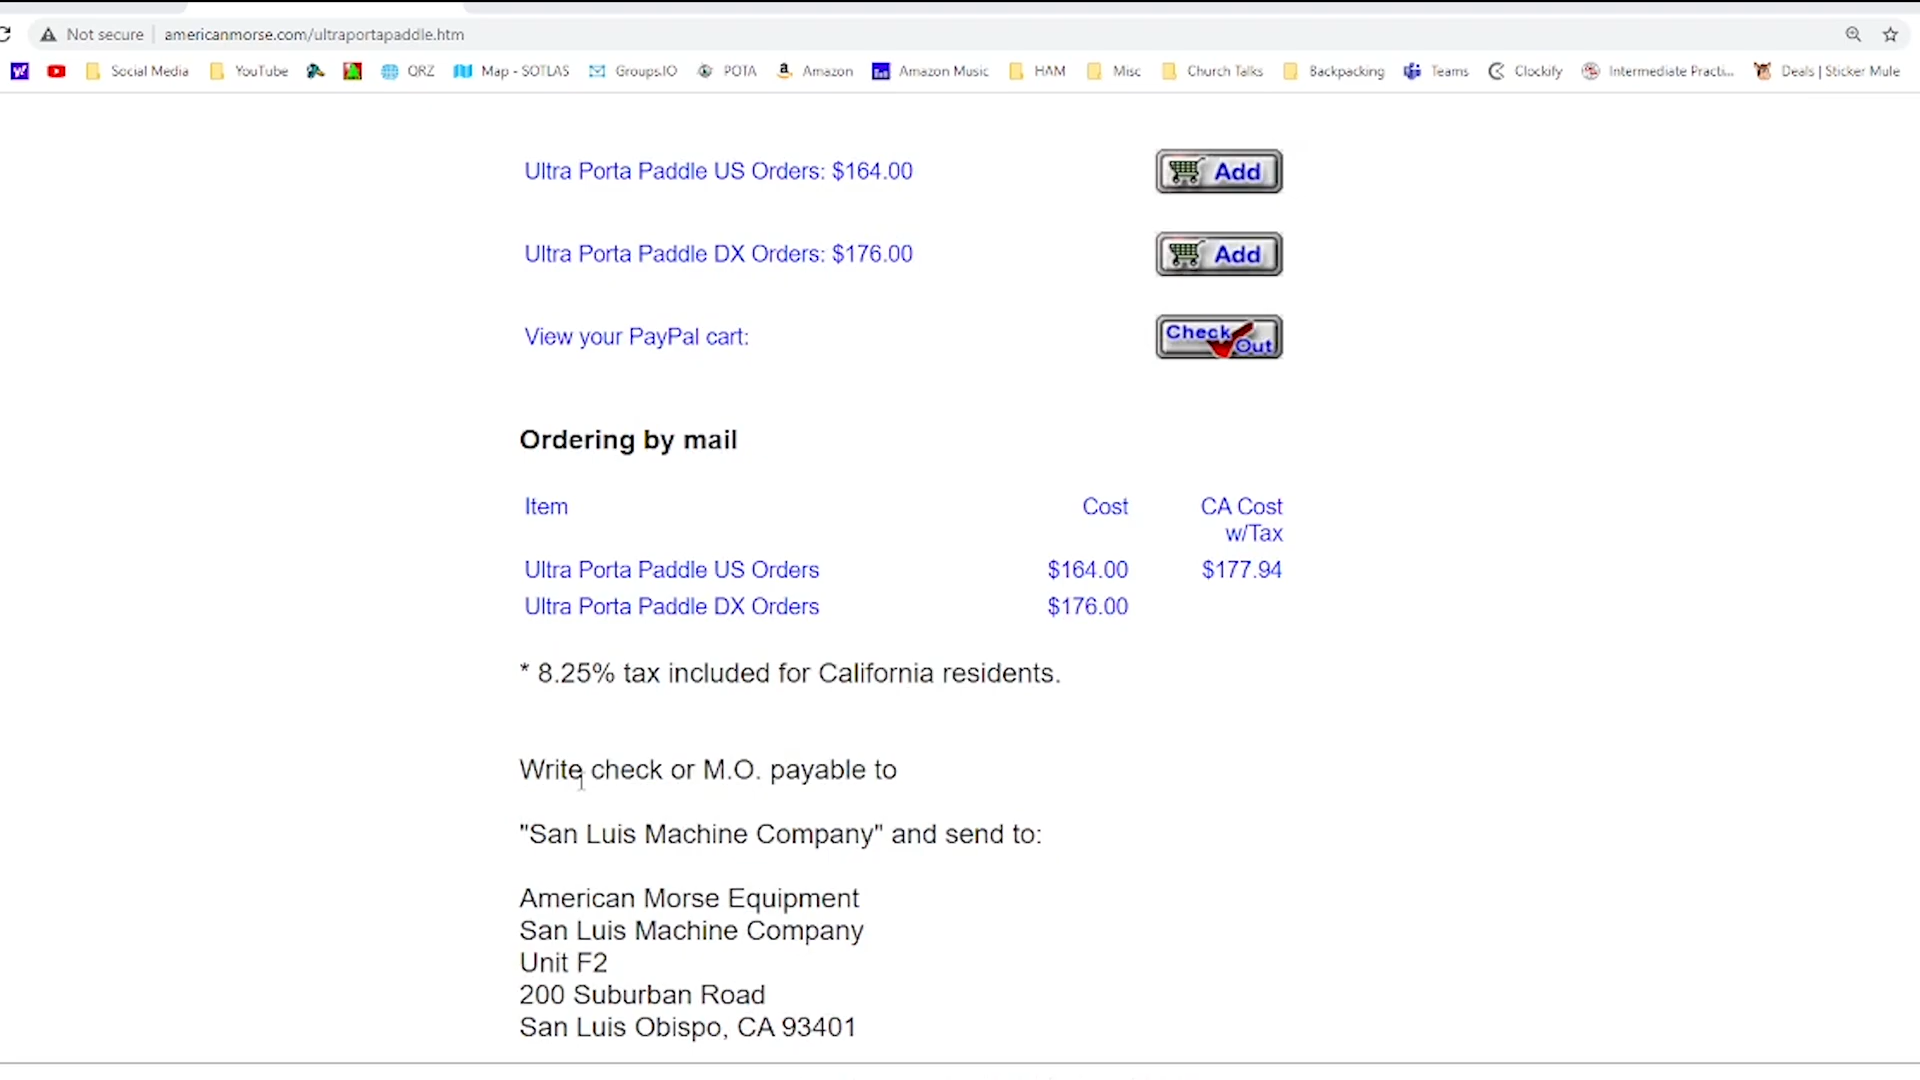 Not secure americanmorse.com/ultraportapaddle.htm
Social Media YouTube QRZ Map - SOTLAS Groups.IO POTA Amazon Amazon Music HAM Misc Church Talks Backpacking Teams Clockify Intermediate Practi... Deals | Sticker Mule
Ultra Porta Paddle US Orders: $164.00 Add
Ultra Porta Paddle DX Orders: $176.00 Add
View your PayPal cart: Check Out
Ordering by mail
Item Cost CA Cost
w/Tax
Ultra Porta Paddle US Orders $164.00 $177.94
Ultra Porta Paddle DX Orders $176.00
* 8.25% tax included for California residents.
Write check or M.O. payable to
"San Luis Machine Company" and send to:
American Morse Equipment
San Luis Machine Company
Unit F2
200 Suburban Road
San Luis Obispo, CA 93401